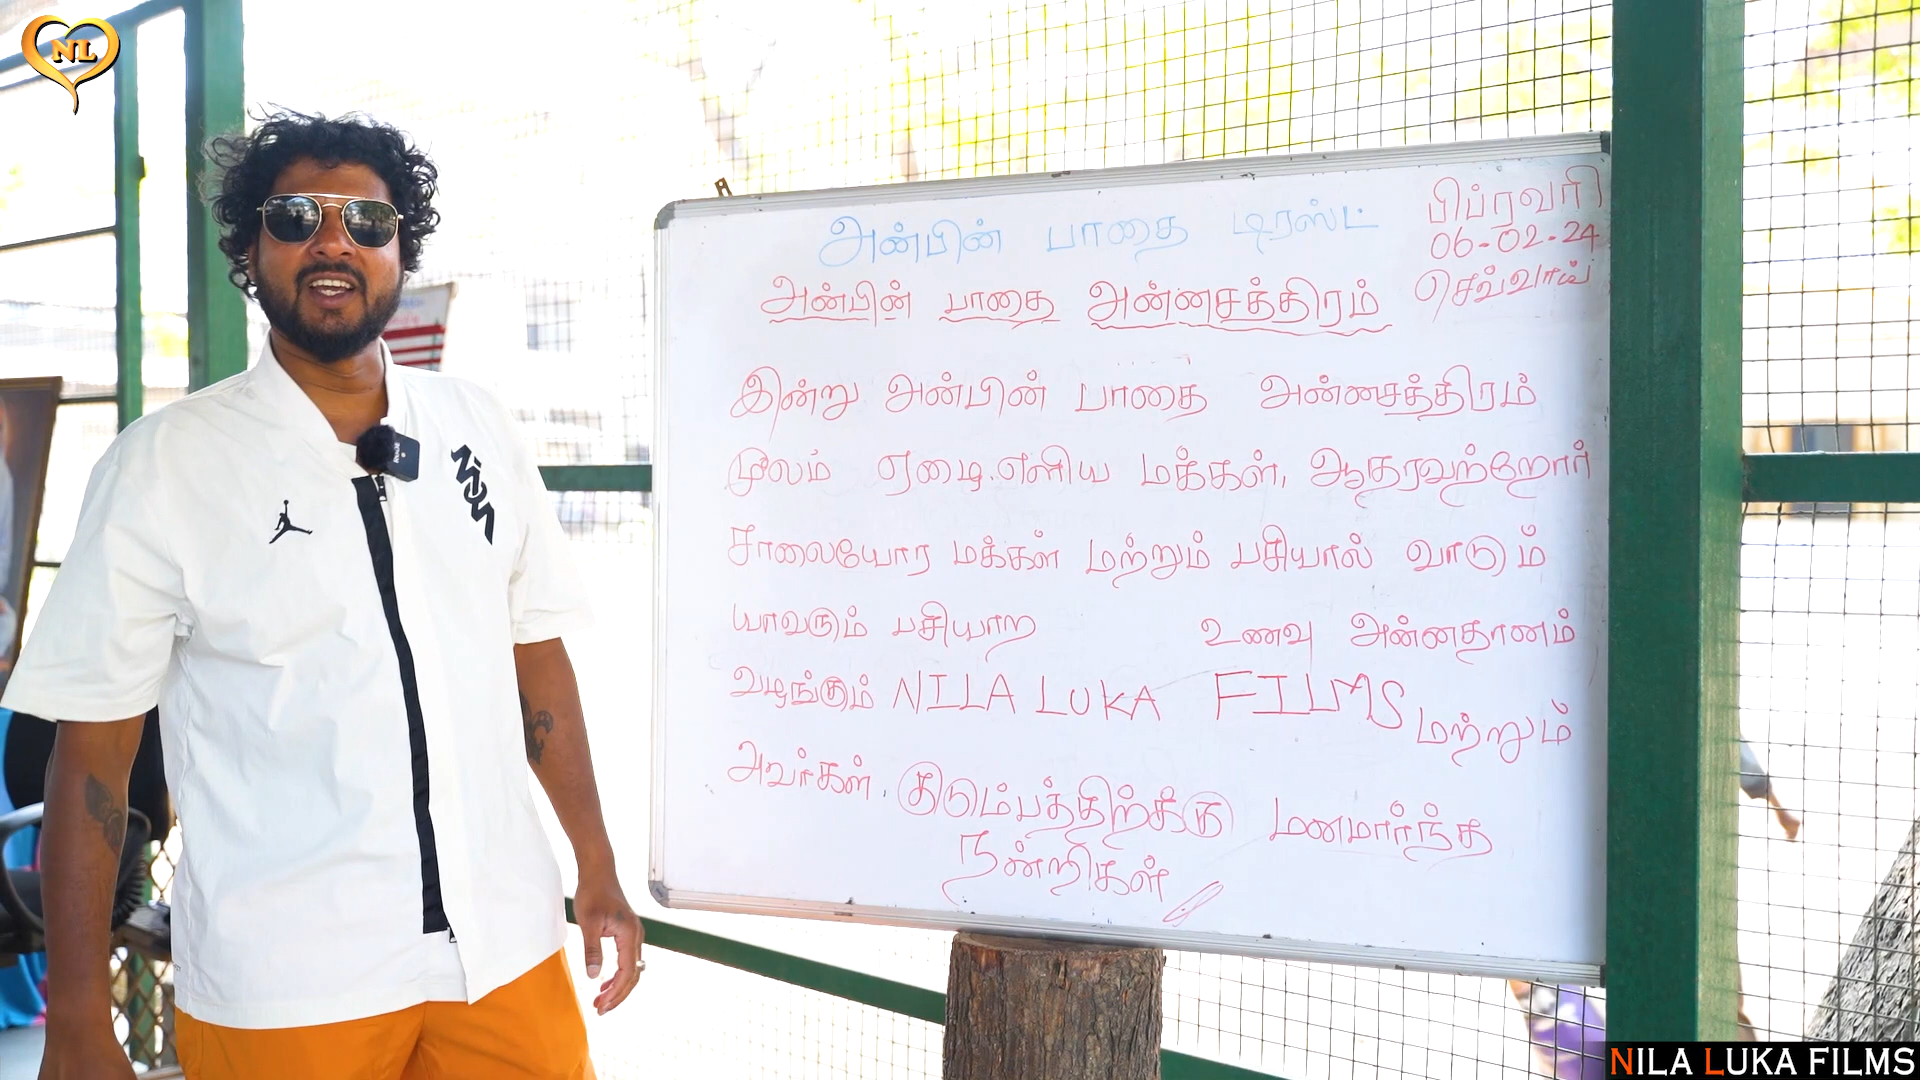 NL
அன்பின் பாதை டிரஸ்ட்
பிப்ரவரி
06-02-24
செவ்வாய்
அன்பின் பாதை அன்னசத்திரம்
இன்று அன்பின் பாதை அன்னசத்திரம்
மூலம் ஏழை.எளிய மக்கள், ஆதரவற்றோர்
சாலையோர மக்கள் மற்றும் பசியால் வாடும்
யாவரும் பசியாற உணவு அன்னதானம்
வழங்கும் NILA LUKA FILMS மற்றும்
அவர்கள். குடும்பத்திற்க்கு மனமார்ந்த
நன்றிகள்
NILA LUKA FILMS